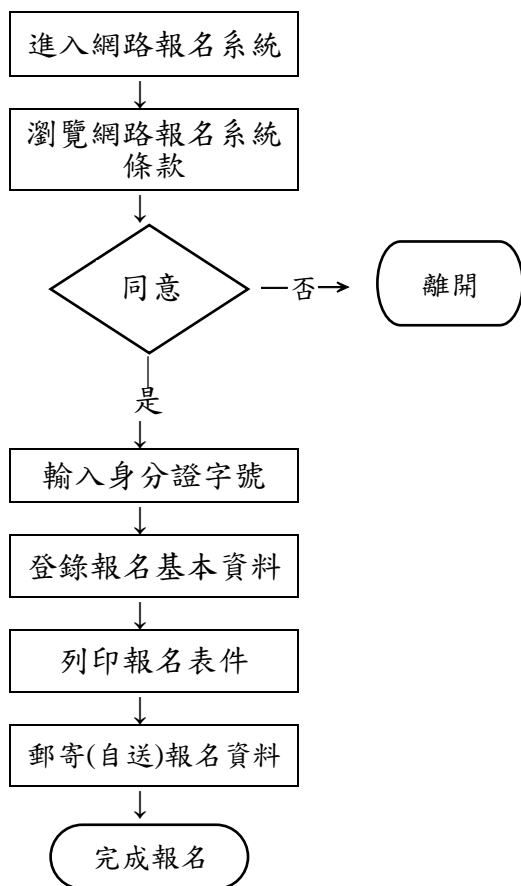 進入網路報名系統
瀏覽網路報名系統
條款
同意
否
離開
是
輸入身分證字號
登錄報名基本資料
列印報名表件
郵寄(自送)報名資料
完成報名